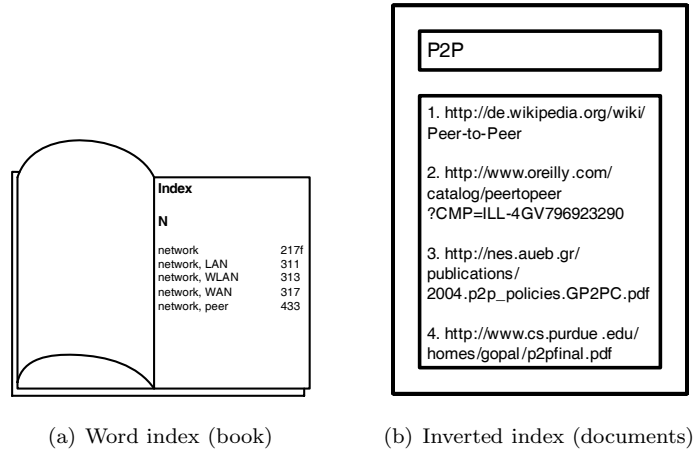 Index
N
network 217f
network, LAN 311
network, WLAN 313
network, WAN 317
network, peer 433
(a) Word index (book)
P2P
1. http://de.wikipedia.org/wiki/
Peer-to-Peer
2. http://www.oreilly.com/
catalog/peertopeer
?CMP=ILL-4GV796923290
3. http://nes.aueb.gr/
publications/
2004.p2p_policies.GP2PC.pdf
4. http://www.cs.purdue.edu/
homes/gopal/p2pfinal.pdf
(b) Inverted index (documents)